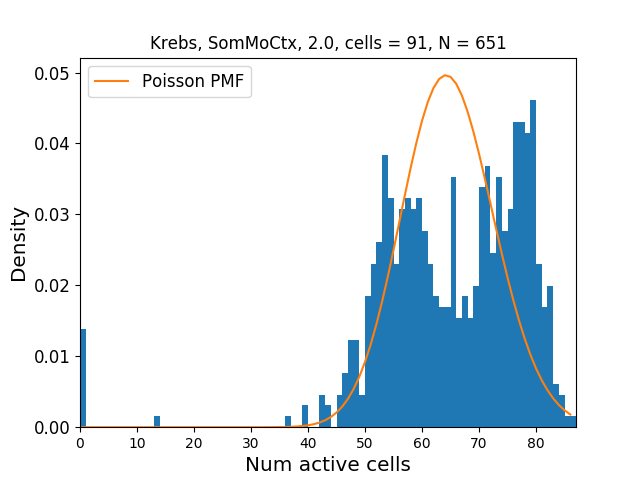 Krebs, SomMoCtx, 2.0, cells = 91, N = 651
Poisson PMF
0.05
0.04
0.03
0.02
0.01
0.00
Density
0 10 20 30 40 50 60 70 80
Num active cells